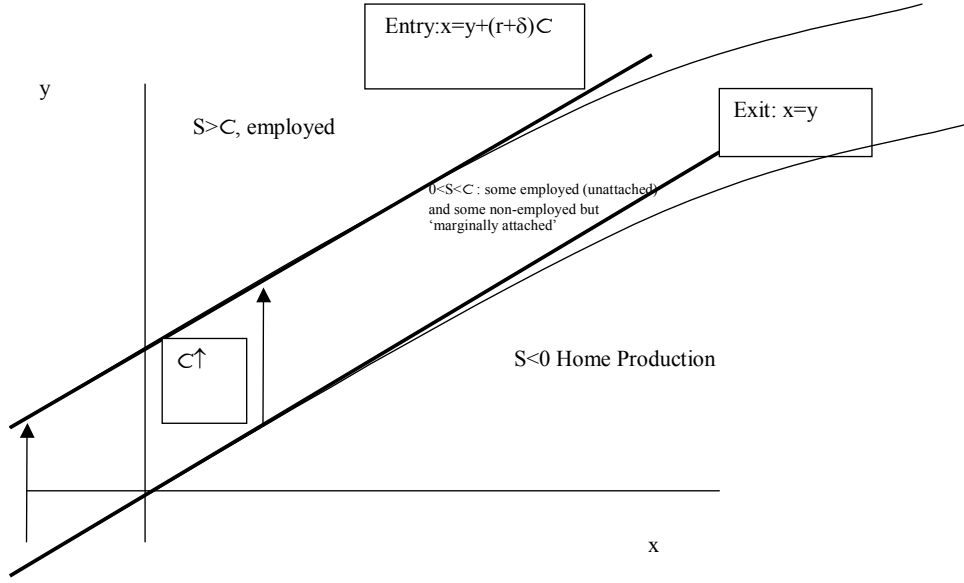 Entry:x=y+(r+δ)C
y
Exit: x=y
S>C, employed
0<S<C : some employed (unattached)
and some non-employed but
‘marginally attached’
C↑
S<0 Home Production
x